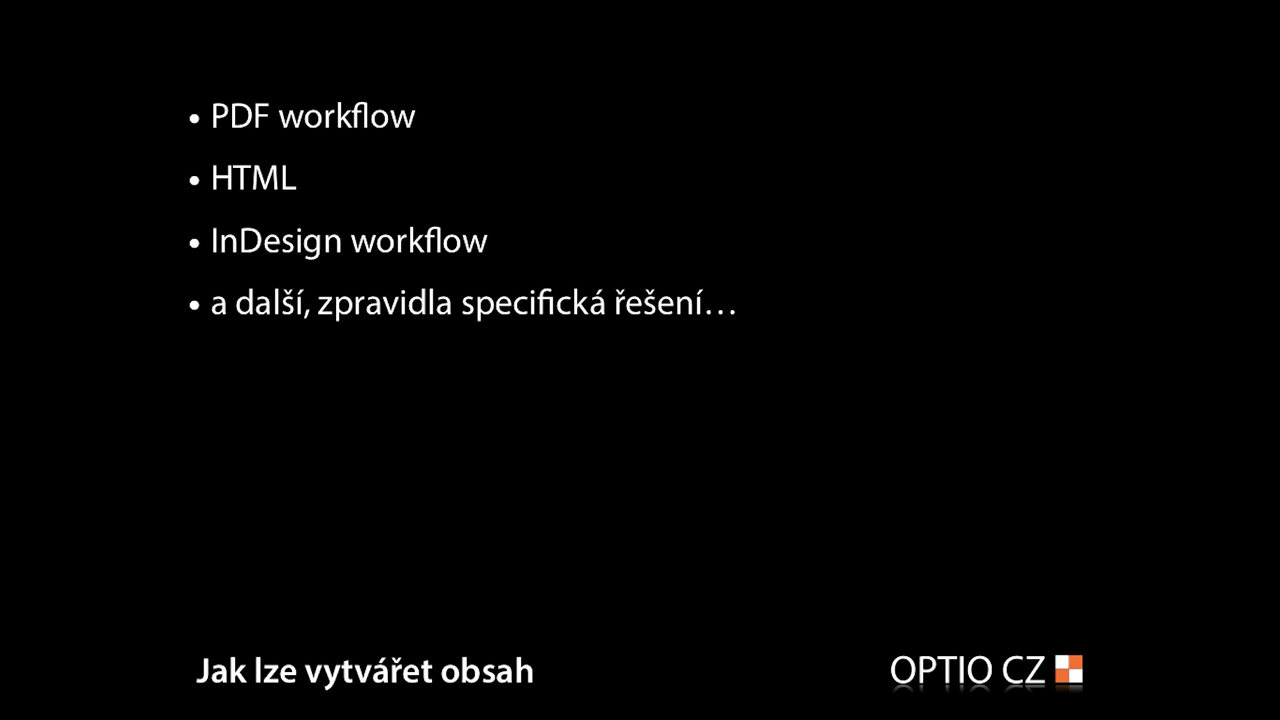 • PDF workflow
• HTML
• InDesign workflow
• a další, zpravidla specifická řešení…
Jak lze vytvářet obsah
OPTIO CZ